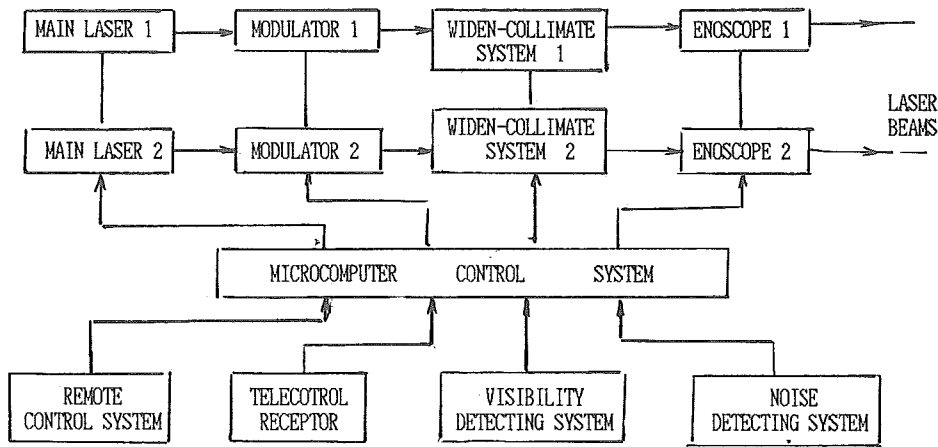 MAIN LASER 1
MODULATOR 1
WIDEN-COLLIMATE
SYSTEM 1
ENOSCOPE 1
LASER
BEAMS
MAIN LASER 2
MODULATOR 2
WIDEN-COLLIMATE
SYSTEM 2
ENOSCOPE 2
MICROCOMPUTER CONTROL SYSTEM
REMOTE
CONTROL SYSTEM
TELECOTROL
RECEPTOR
VISIBILITY
DETECTING SYSTEM
NOISE
DETECTING SYSTEM